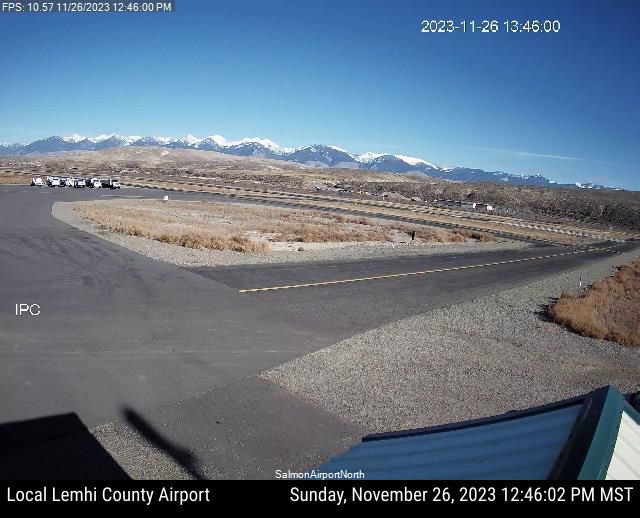 FPS: 10.57 11/26/2023 12:46:00 PM
2023-11-26 13:46:00
IPC
SalmonAirportNorth
Local Lemhi County Airport
Sunday, November 26, 2023 12:46:02 PM MST